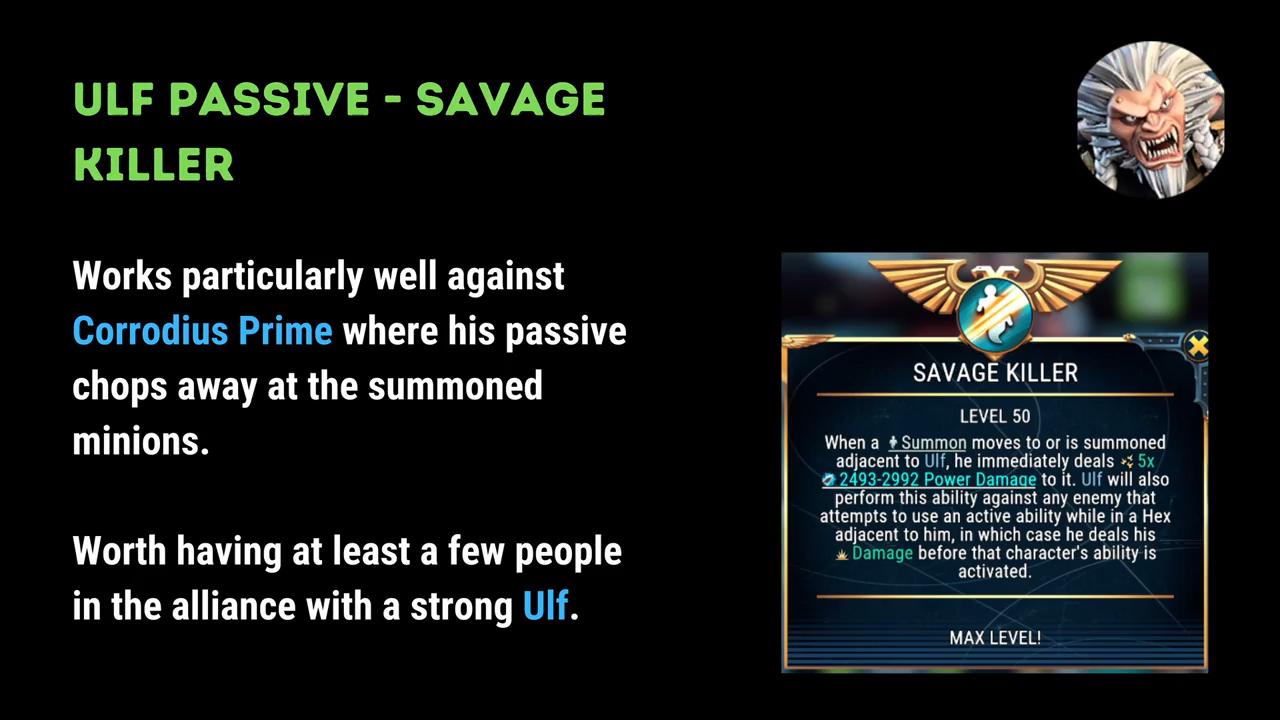 ULF PASSIVE - SAVAGE
KILLER
Works particularly well against
Corrodius Prime where his passive
chops away at the summoned
minions.
Worth having at least a few people
in the alliance with a strong Ulf.
SAVAGE KILLER
LEVEL 50
When a Summon moves to or is summoned
adjacent to Ulf, he immediately deals 5x
2493-2992 Power Damage to it. Ulf will also
perform this ability against any enemy that
attempts to use an active ability while in a Hex
adjacent to him, in which case he deals his
Damage before that character's ability is
activated.
MAX LEVEL!